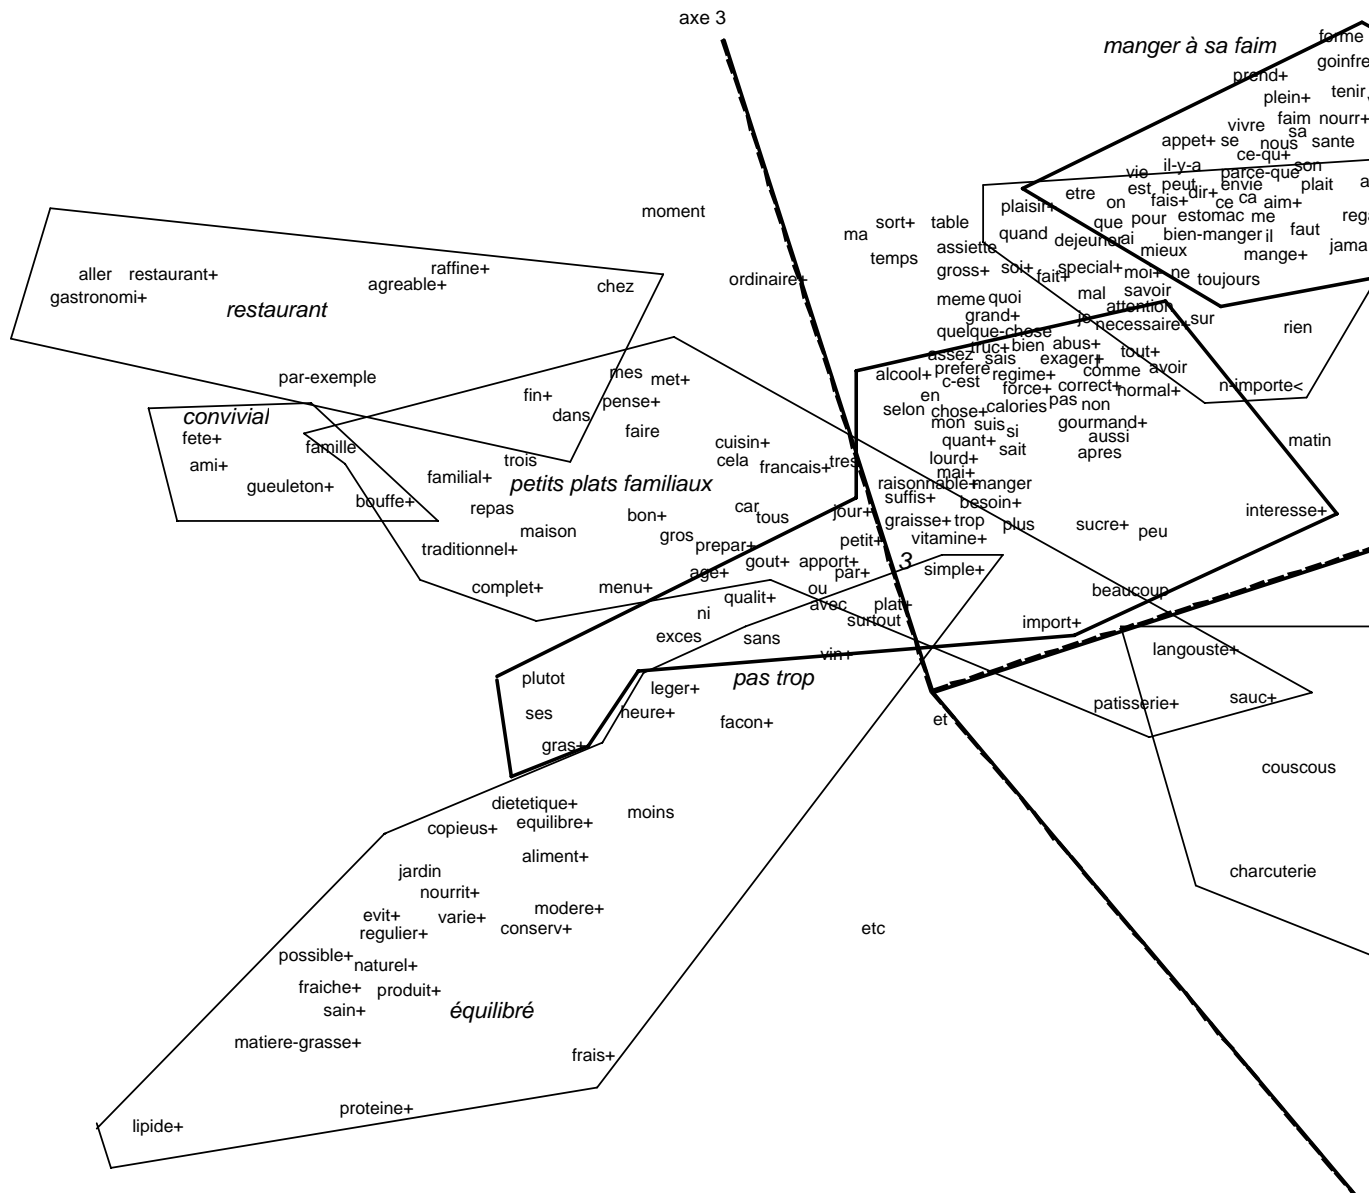 axe 3
manger à sa faim
forme
goinfre
prend+
plein+ tenir
faim nourr+
vivre sa
appet+ se nous sante
ce-qu+
il-y-a son
vie parce-que
est peut envie plait a
etre dir+ ca
on fais+ ce aim+
plaisir+
moment que pour estomac me rega
sort+ table
ma quand ai bien-manger il faut
dejeuner
assiette mieux mange+ jama
temps
raffine+ gross+ soi+ fait+ special+ moi+ ne
aller restaurant+ agreable+ chez ordinaire+ toujours
gastronomi+ meme quoi mal savoir
restaurant attention
grand+ je necessaire+ sur
quelque-chose rien
truc+ bien abus+
assez sais exager+ tout+
prefere comme avoir
par-exemple mes met+ alcool+ c-est regime+
force+ correct+ normal+ n-importe<
fin+ pense+ en calories pas non
convivial dans selon chose+
mon suis gourmand+
fete+ faire si aussi
famille cuisin+ quant+ sait apres matin
ami+ trois cela francais+ tres lourd+
familial+ mai+
gueuleton+ petits plats familiaux raisonnable+ manger
bouffe+ suffis+ besoin+
repas car jour+ interesse+
bon+ tous graisse+ trop plus sucre+ peu
maison gros petit+ vitamine+
traditionnel+ prepar+
gout+ apport+ 3 simple+
age+ par+
complet+ menu+ ou beaucoup
qualit+ avec plat+
ni surtout import+
exces sans
vin+ langouste+
plutot leger+ pas trop
patisserie+ sauc+
ses heure+ facon+ et
gras+
couscous
dietetique+ moins
copieus+ equilibre+
aliment+
jardin charcuterie
nourrit+
evit+ varie+ modere+
regulier+ conserv+ etc
possible+
naturel+
fraiche+ produit+
sain+ équilibré
matiere-grasse+
frais+
proteine+
lipide+